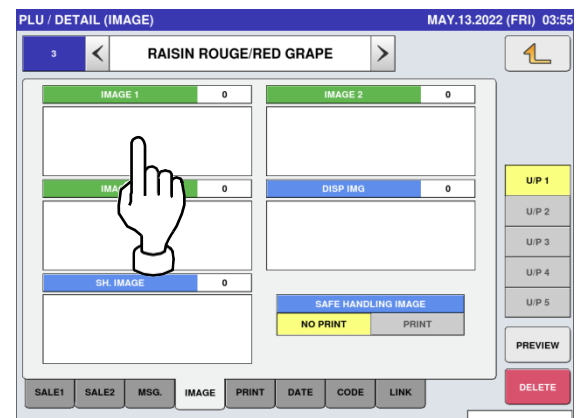 PLU / DETAIL (IMAGE) MAY.13.2022 (FRI) 03:55
3 RAISIN ROUGE/RED GRAPE
IMAGE 1 0 IMAGE 2 0
0 DISP IMG 0
SH. IMAGE 0
SAFE HANDLING IMAGE
NO PRINT PRINT
U/P 1
U/P 2
U/P 3
U/P 4
U/P 5
PREVIEW
DELETE
SALE1 SALE2 MSG. IMAGE PRINT DATE CODE LINK